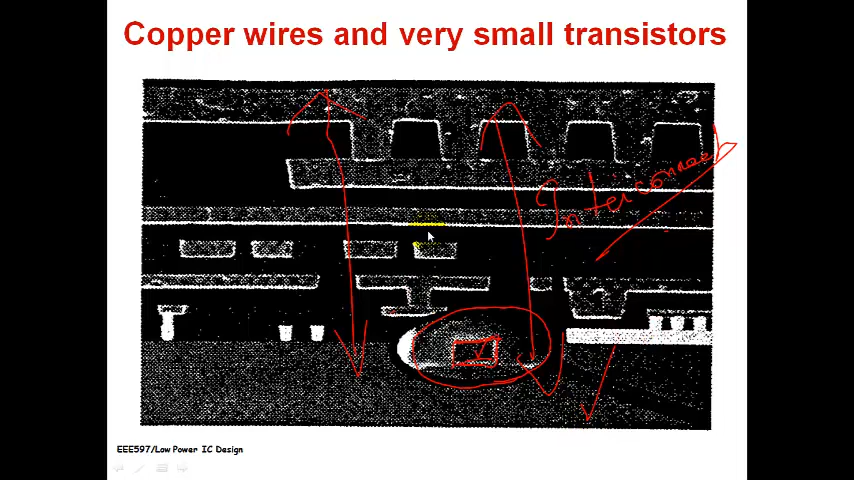 Copper wires and very small transistors
Interconnect
EEE597/Low Power IC Design